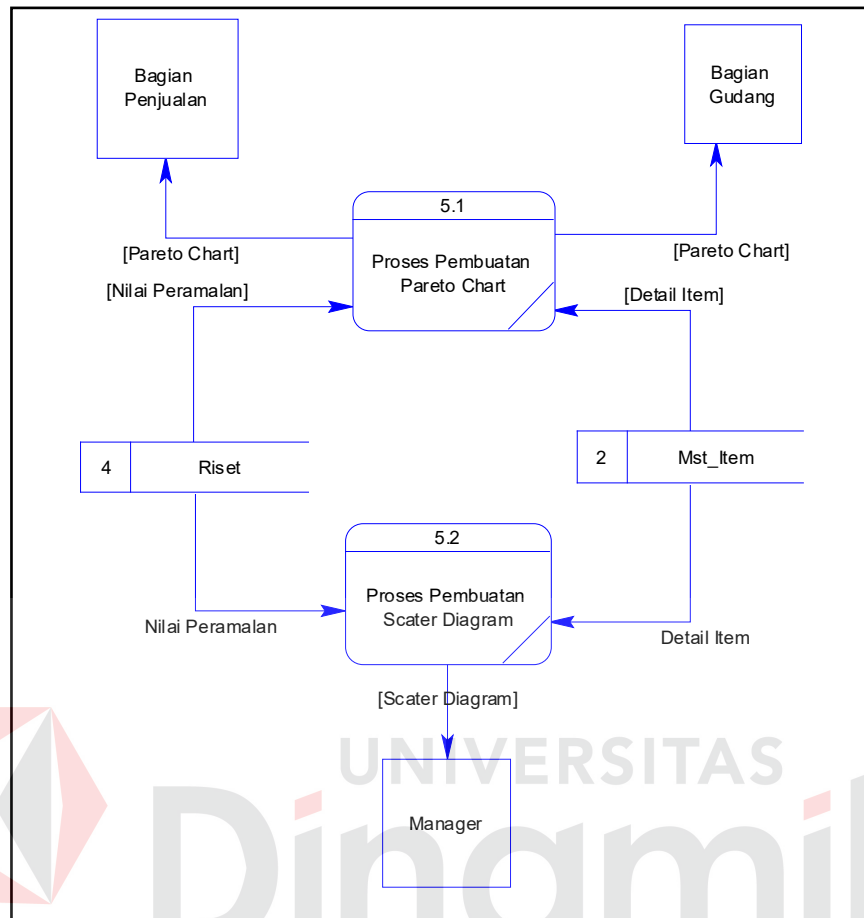 Bagian
Penjualan
Bagian
Gudang
5.1
Proses Pembuatan
Pareto Chart
[Pareto Chart]
[Pareto Chart]
[Nilai Peramalan]
[Detail Item]
4
Riset
2
Mst_Item
5.2
Proses Pembuatan
Scater Diagram
Nilai Peramalan
Detail Item
[Scater Diagram]
Manager
UNIVERSITAS
Dinamik